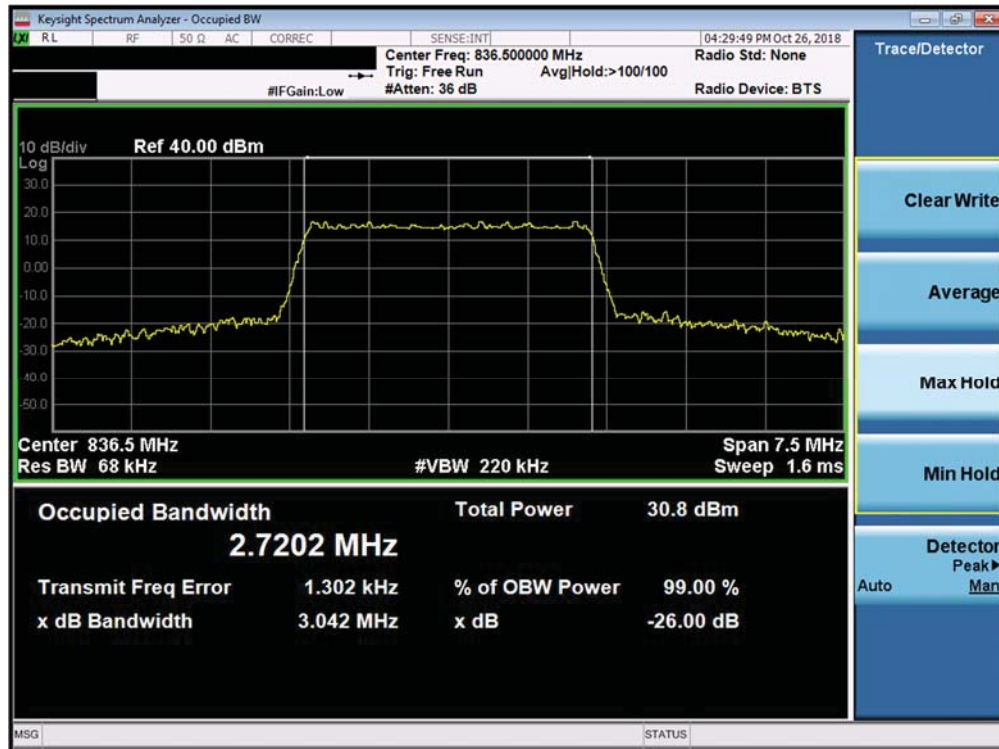 Keysight Spectrum Analyzer - Occupied BW
LXI RL RF 50 Ω AC CORREC SENSE:INT 04:29:49 PM Oct 26, 2018
Center Freq: 836.500000 MHz Radio Std: None
Trig: Free Run Avg|Hold:>100/100
#IFGain:Low #Atten: 36 dB Radio Device: BTS
Trace/Detector
10 dB/div Ref 40.00 dBm
Log
30.0
20.0
10.0
0.00
-10.0
-20.0
-30.0
-40.0
-50.0
Center 836.5 MHz Span 7.5 MHz
Res BW 68 kHz #VBW 220 kHz Sweep 1.6 ms
Occupied Bandwidth Total Power 30.8 dBm
2.7202 MHz
Transmit Freq Error 1.302 kHz % of OBW Power 99.00 %
x dB Bandwidth 3.042 MHz x dB -26.00 dB
Clear Write
Average
Max Hold
Min Hold
Detector
Peak▶
Auto Man
MSG STATUS